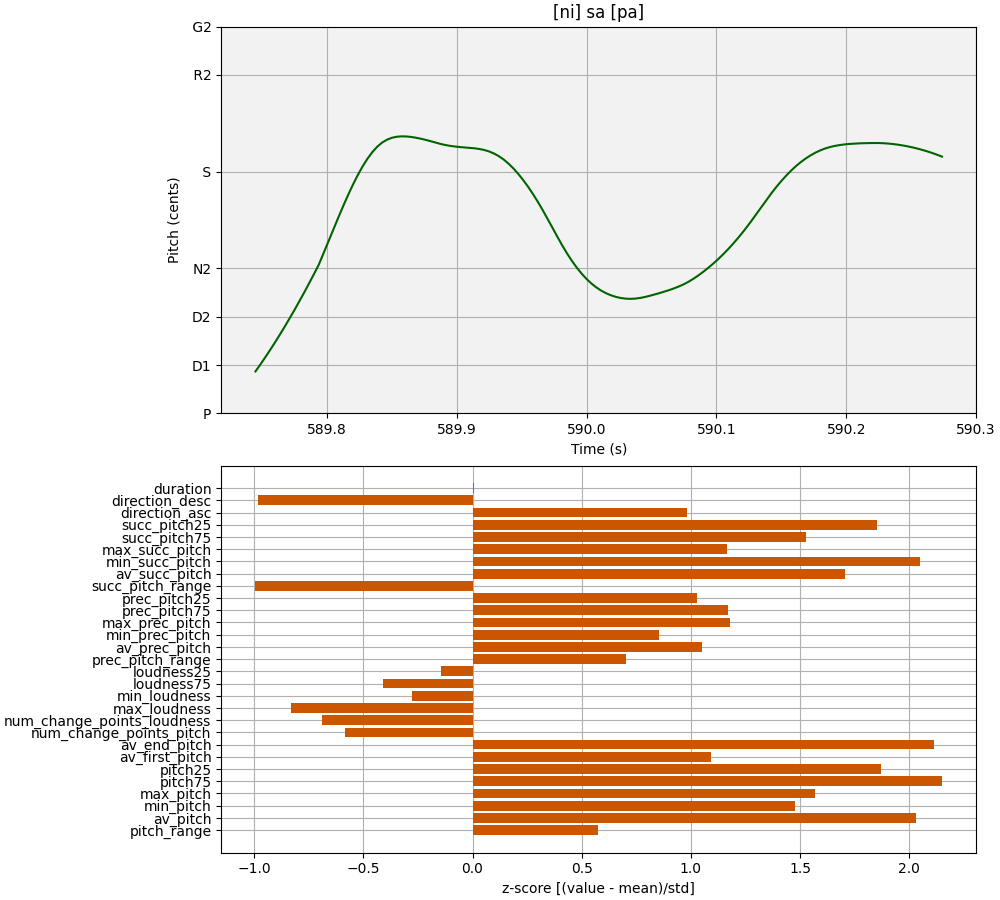 [ni] sa [pa]
G2
R2
S
N2
D2
D1
P
Pitch (cents)
589.8 589.9 590.0 590.1 590.2 590.3
Time (s)
duration
direction_desc
direction_asc
succ_pitch25
succ_pitch75
max_succ_pitch
min_succ_pitch
av_succ_pitch
succ_pitch_range
prec_pitch25
prec_pitch75
max_prec_pitch
min_prec_pitch
av_prec_pitch
prec_pitch_range
loudness25
loudness75
min_loudness
max_loudness
num_change_points_loudness
num_change_points_pitch
av_end_pitch
av_first_pitch
pitch25
pitch75
max_pitch
min_pitch
av_pitch
pitch_range
−1.0 −0.5 0.0 0.5 1.0 1.5 2.0
z-score [(value - mean)/std]